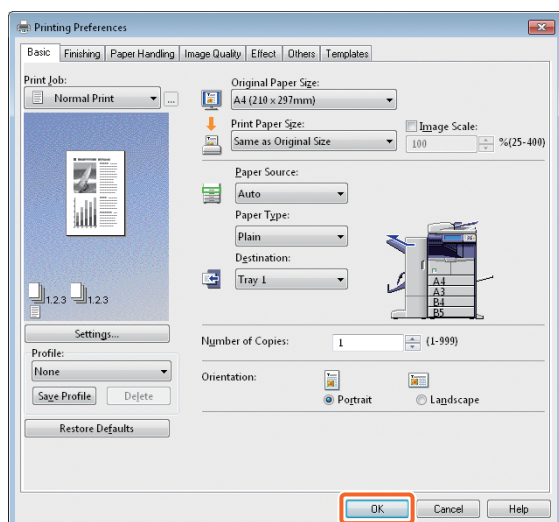 Printing Preferences
Basic Finishing Paper Handling Image Quality Effect Others Templates
Print Job:
Normal Print
...
1.2.3 1.2.3
Settings...
Profile:
None
Save Profile Delete
Restore Defaults
Original Paper Size:
A4 (210 x 297mm)
Print Paper Size:
Same as Original Size
Image Scale:
100 %(25-400)
Paper Source:
Auto
Paper Type:
Plain
Destination:
Tray 1
A4
A3
B4
B5
Number of Copies: 1 (1-999)
Orientation:
Portrait Landscape
OK Cancel Help